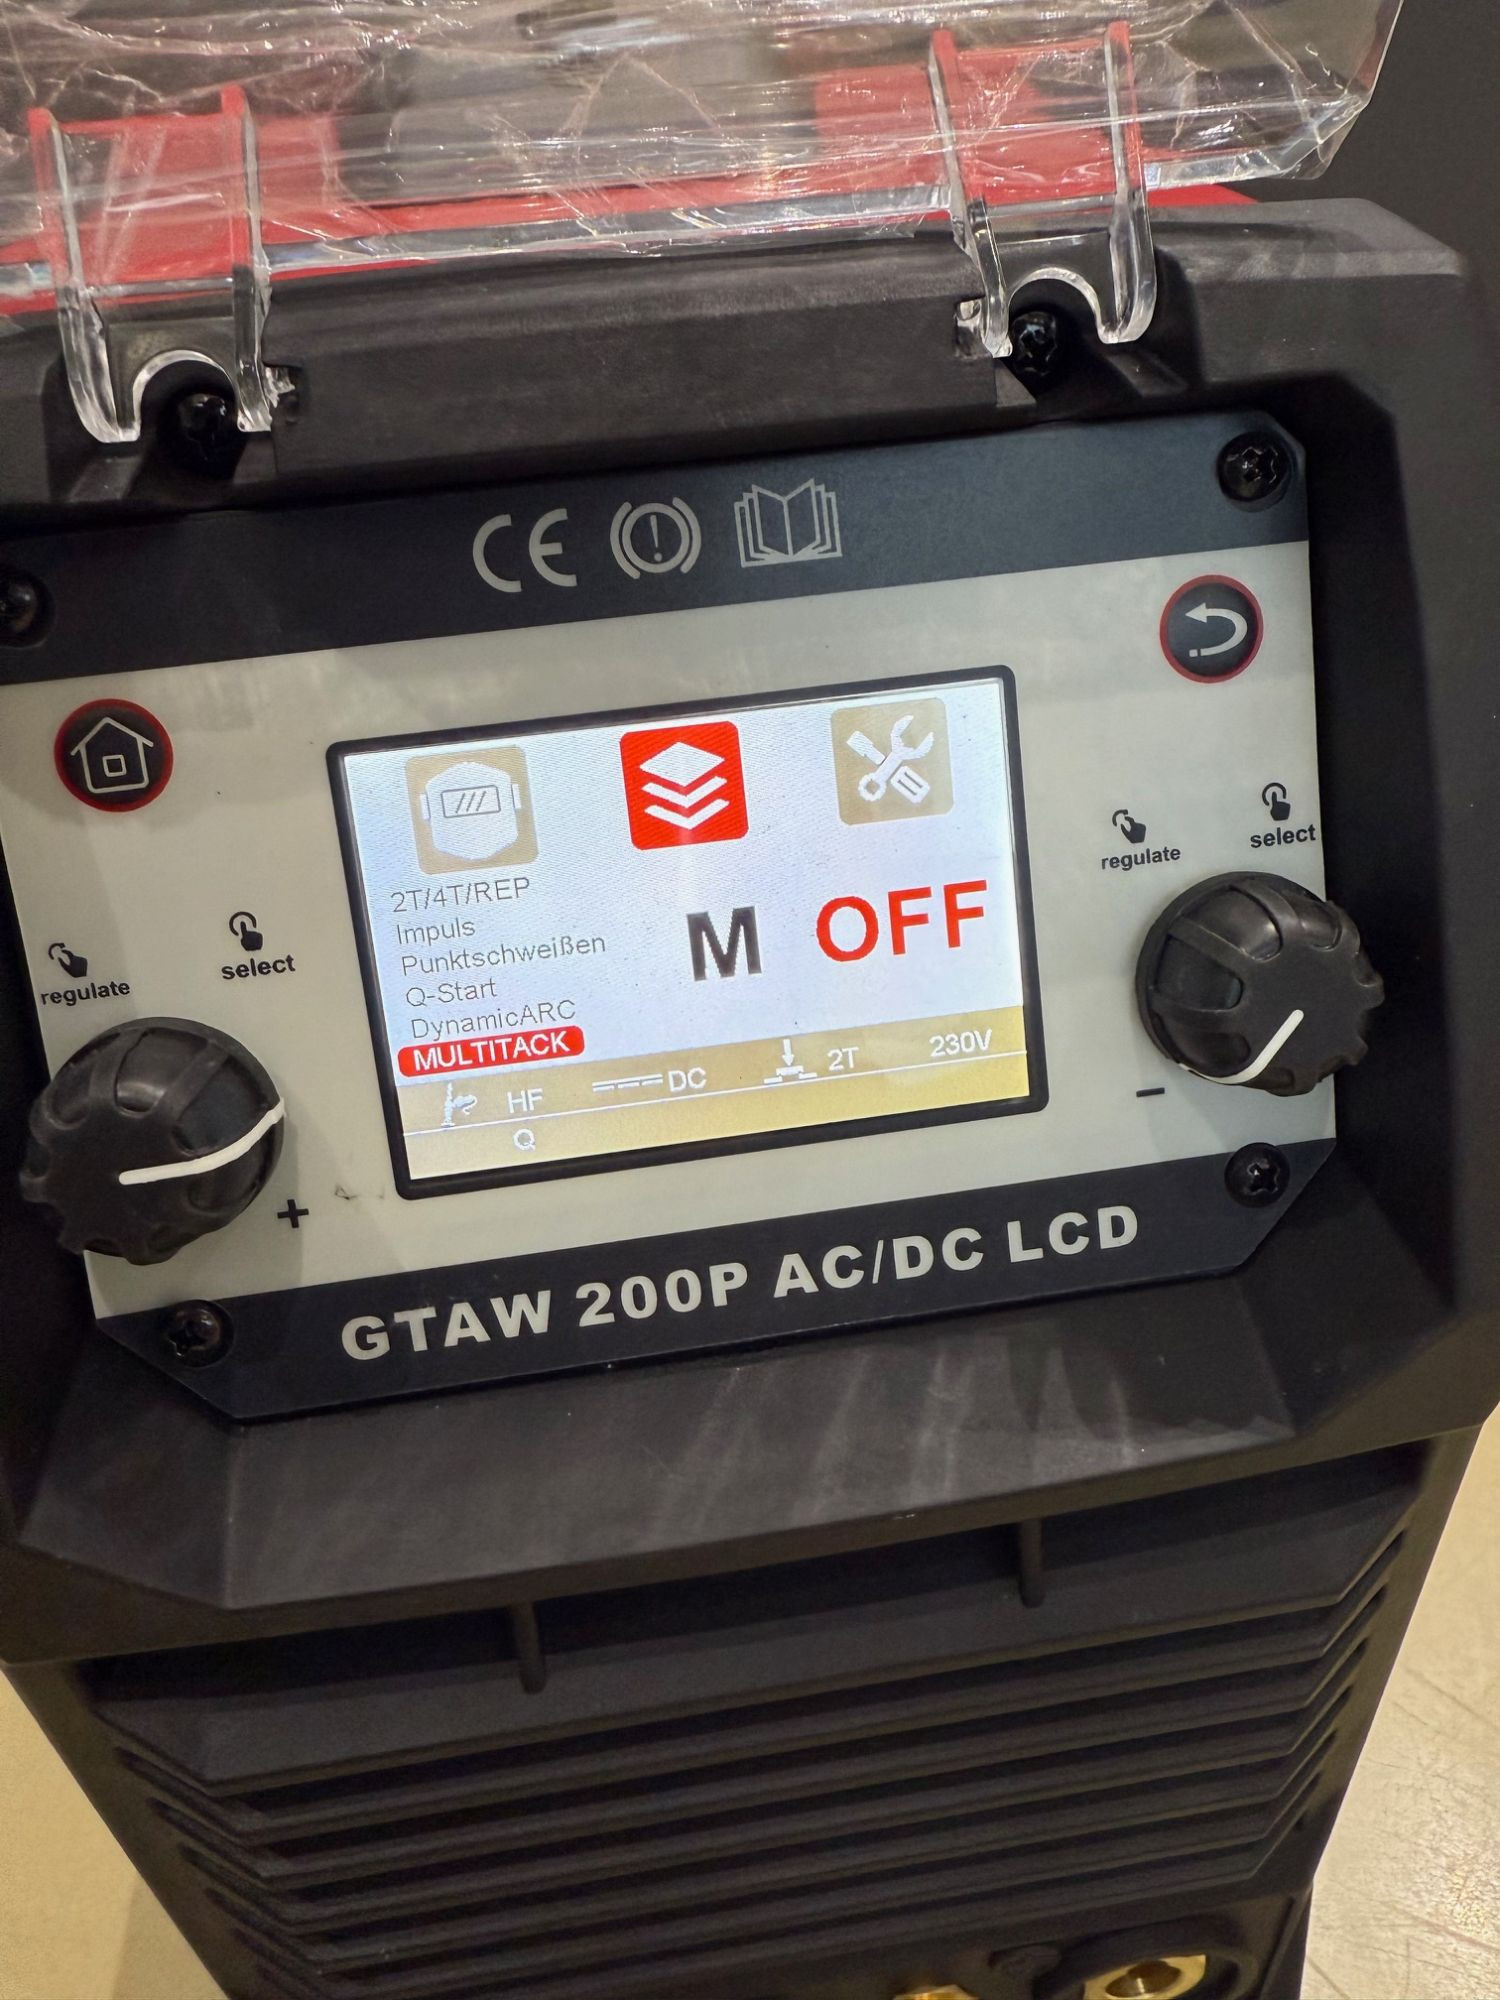 CE
regulate
select
2T/4T/REP
Impuls
Punktschweißen
Q-Start
DynamicARC
MULTITACK
M OFF
HF
DC
2T
230V
Q
regulate
select
+
−
GTAW 200P AC/DC LCD